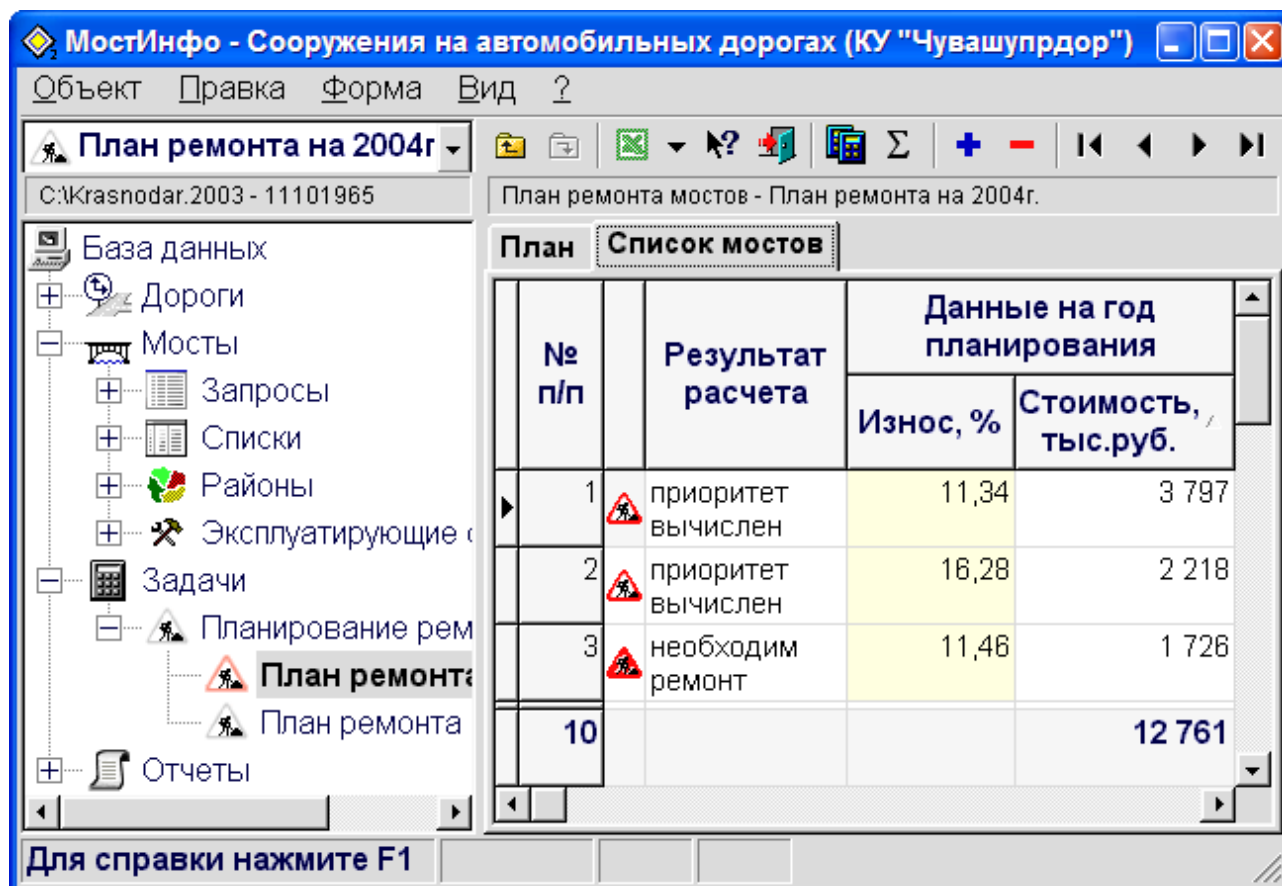 МостИнфо - Сооружения на автомобильных дорогах (КУ "Чувашупрдор")
Объект Правка Форма Вид ?
План ремонта на 2004г
C:\Krasnodar.2003 - 11101965
План ремонта мостов - План ремонта на 2004г.
База данных
Дороги
Мосты
Запросы
Списки
Районы
Эксплуатирующие
Задачи
Планирование рем
План ремонта
План ремонта
Отчеты
План Список мостов
№ п/п
Результат расчета
Данные на год планирования
Износ, %
Стоимость, тыс.руб.
1 приоритет вычислен 11,34 3 797
2 приоритет вычислен 16,28 2 218
3 необходим ремонт 11,46 1 726
10 12 761
Для справки нажмите F1